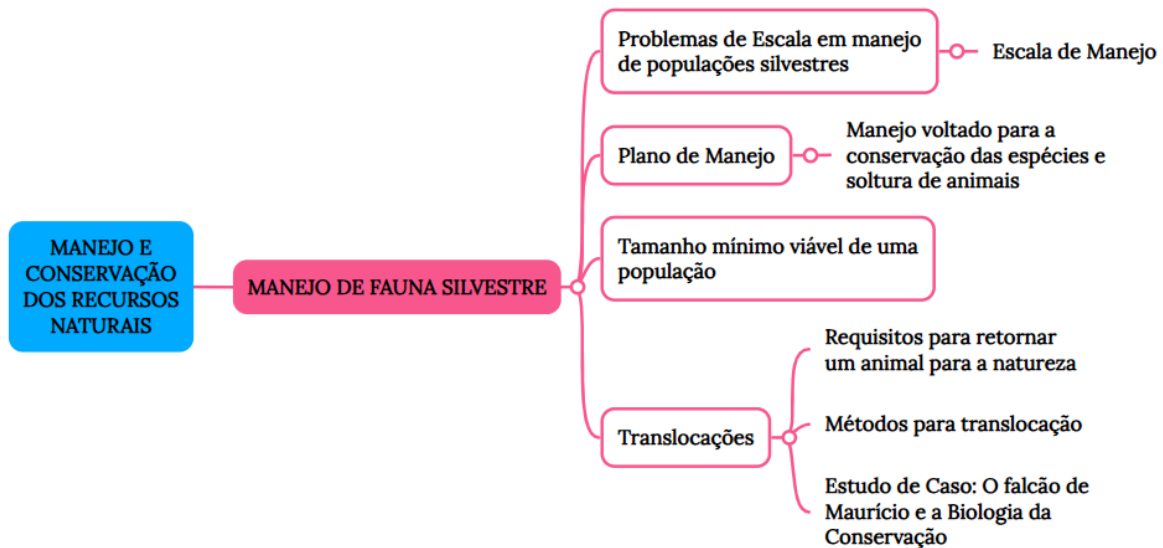 MANEJO E
CONSERVAÇÃO
DOS RECURSOS
NATURAIS
MANEJO DE FAUNA SILVESTRE
Problemas de Escala em manejo
de populações silvestres
Escala de Manejo
Plano de Manejo
Manejo voltado para a
conservação das espécies e
soltura de animais
Tamanho mínimo viável de uma
população
Translocações
Requisitos para retornar
um animal para a natureza
Métodos para translocação
Estudo de Caso: O falcão de
Maurício e a Biologia da
Conservação